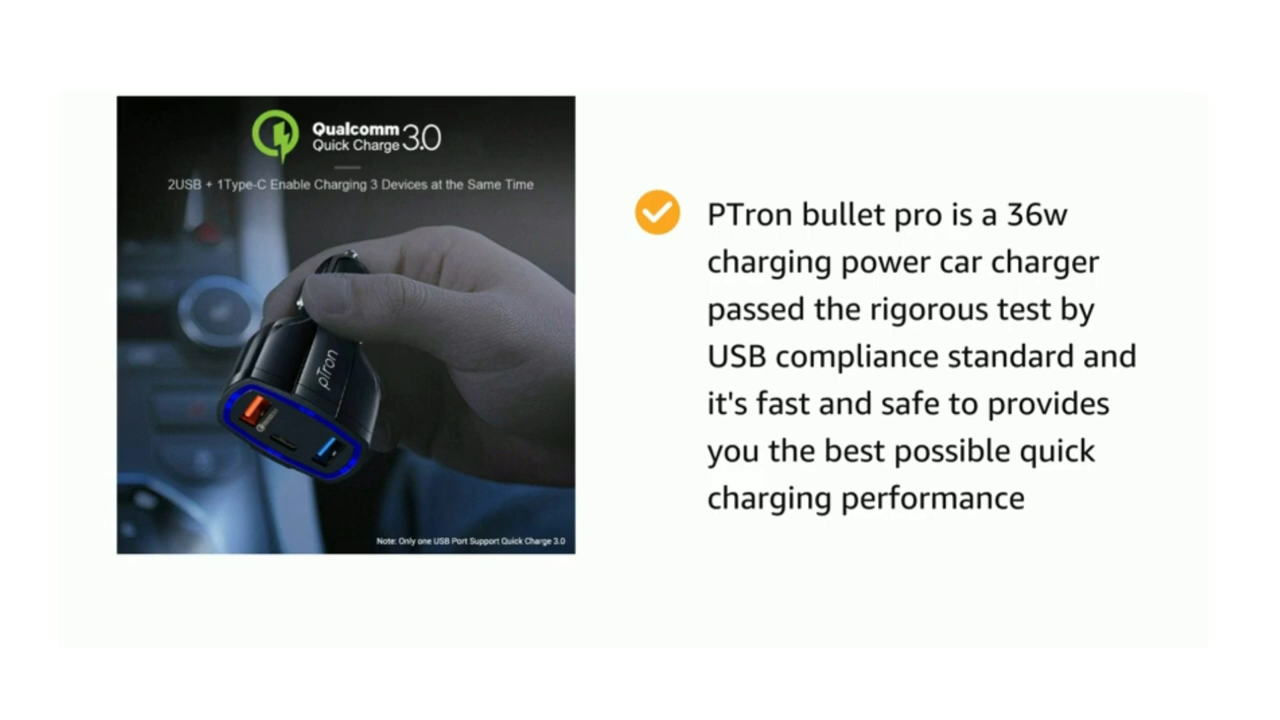 Qualcomm
Quick Charge 3.0
2USB + 1Type-C Enable Charging 3 Devices at the Same Time
pTron
Note: Only one USB Port Support Quick Charge 3.0
PTron bullet pro is a 36w
charging power car charger
passed the rigorous test by
USB compliance standard and
it's fast and safe to provides
you the best possible quick
charging performance